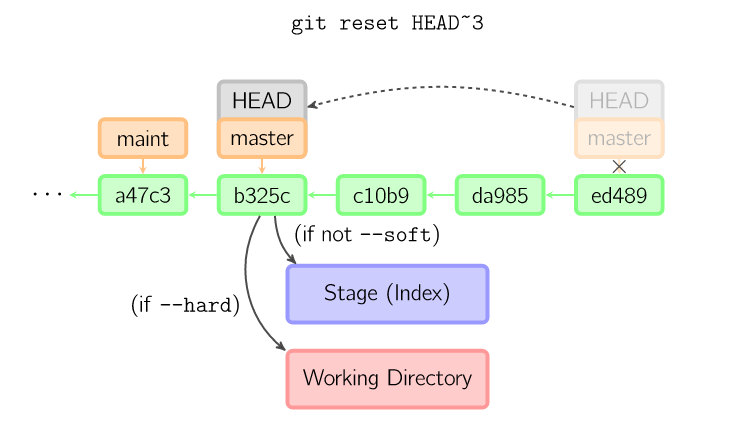 git reset HEAD~3
HEAD
HEAD
maint
master
master
... a47c3
b325c
c10b9
da985
ed489
(if not --soft)
Stage (Index)
(if --hard)
Working Directory